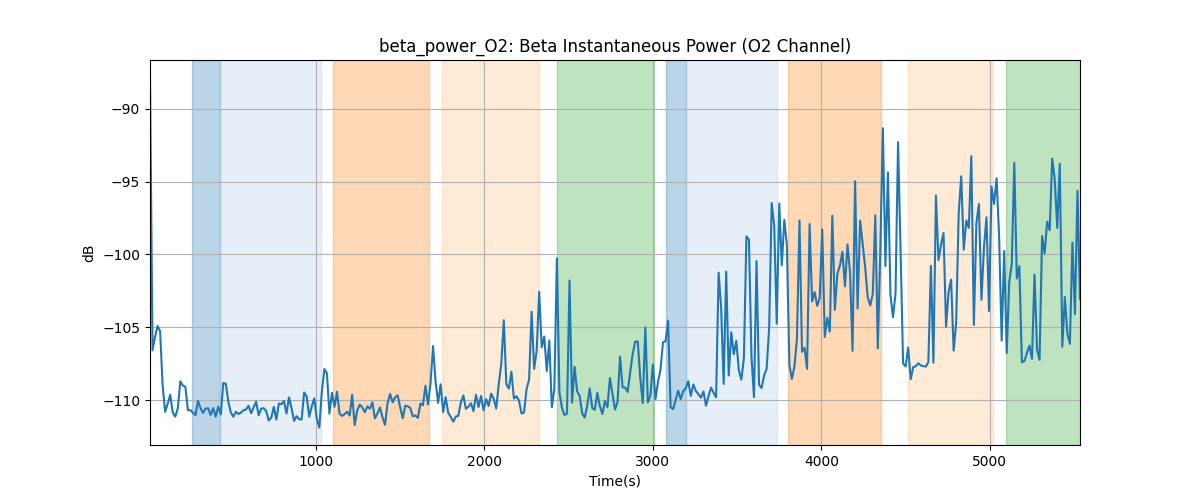 beta_power_O2: Beta Instantaneous Power (O2 Channel)
dB
−90
−95
−100
−105
−110
1000 2000 3000 4000 5000
Time(s)